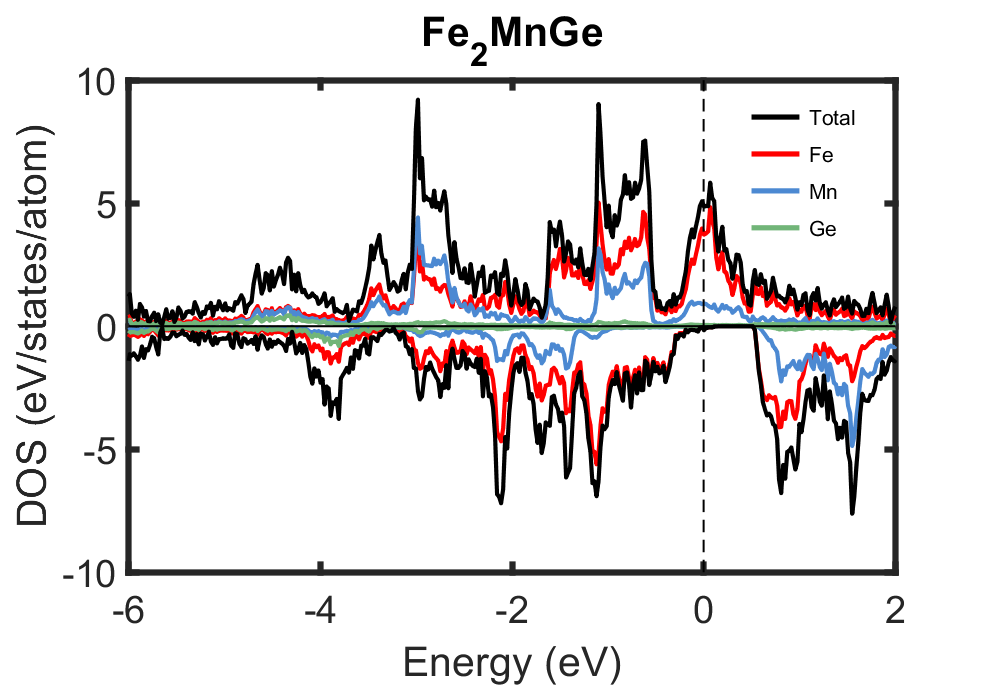 Fe₂MnGe
10
5
0
-5
-10
DOS (eV/states/atom)
Total
Fe
Mn
Ge
-6 -4 -2 0 2
Energy (eV)